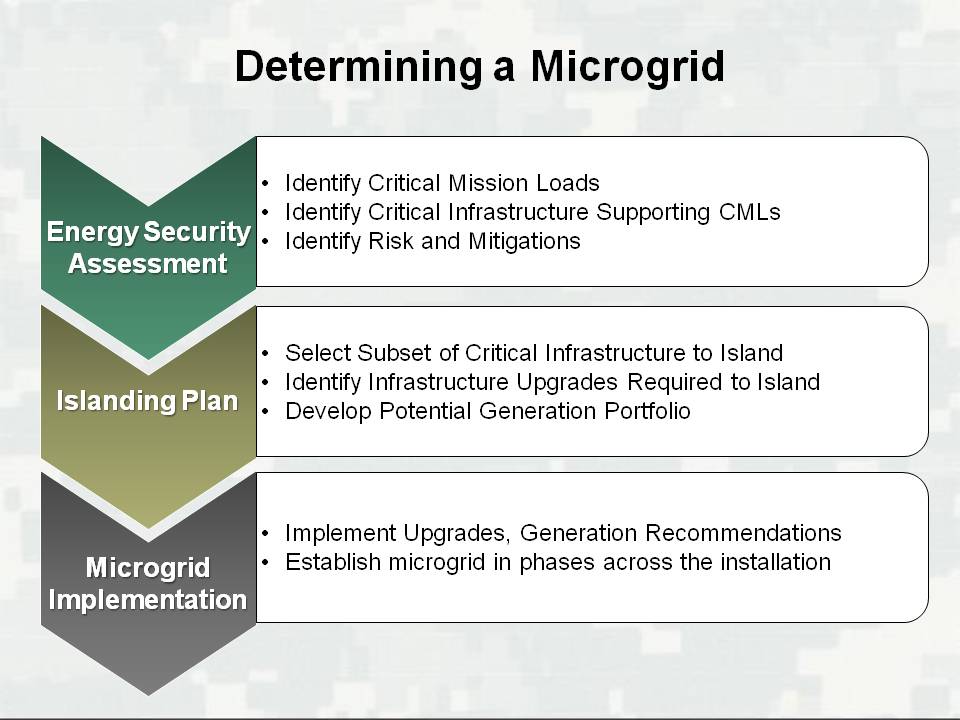 Determining a Microgrid
Energy Security
Assessment
• Identify Critical Mission Loads
• Identify Critical Infrastructure Supporting CMLs
• Identify Risk and Mitigations
Islanding Plan
• Select Subset of Critical Infrastructure to Island
• Identify Infrastructure Upgrades Required to Island
• Develop Potential Generation Portfolio
Microgrid
Implementation
• Implement Upgrades, Generation Recommendations
• Establish microgrid in phases across the installation